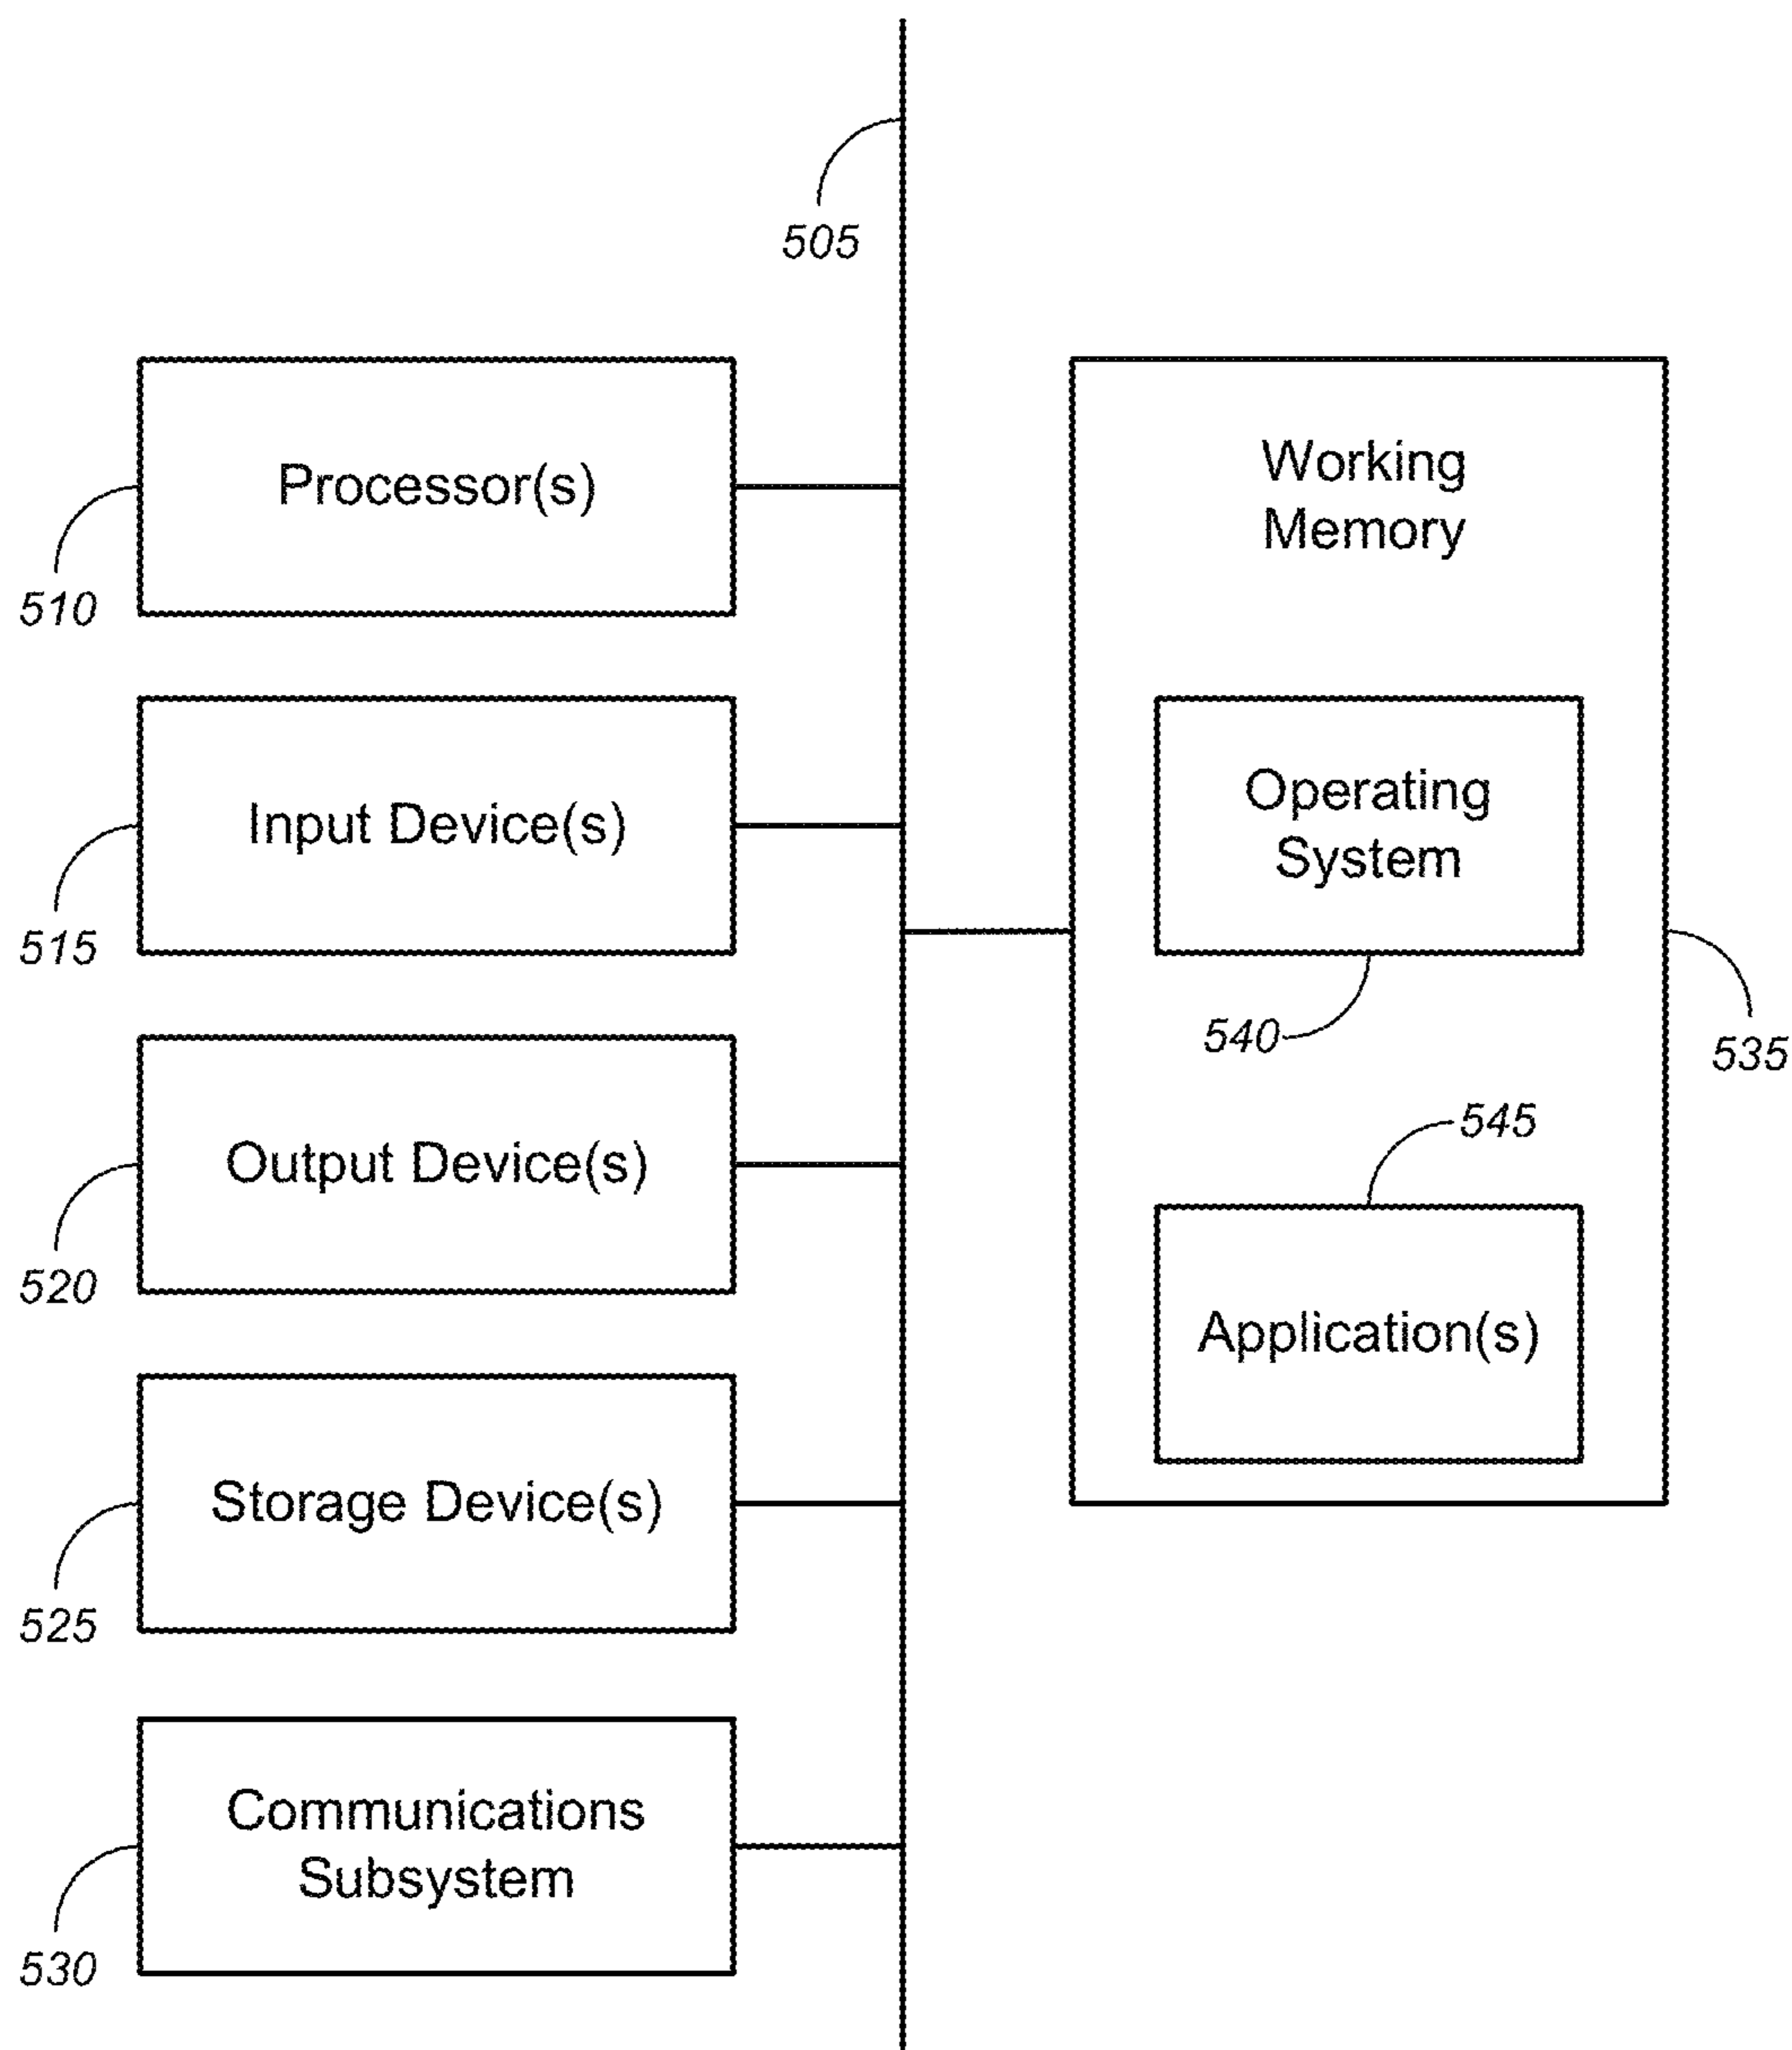 505
Processor(s)
510
Input Device(s)
515
Output Device(s)
520
Storage Device(s)
525
Communications
Subsystem
530
Working
Memory
Operating
System
540
535
545
Application(s)